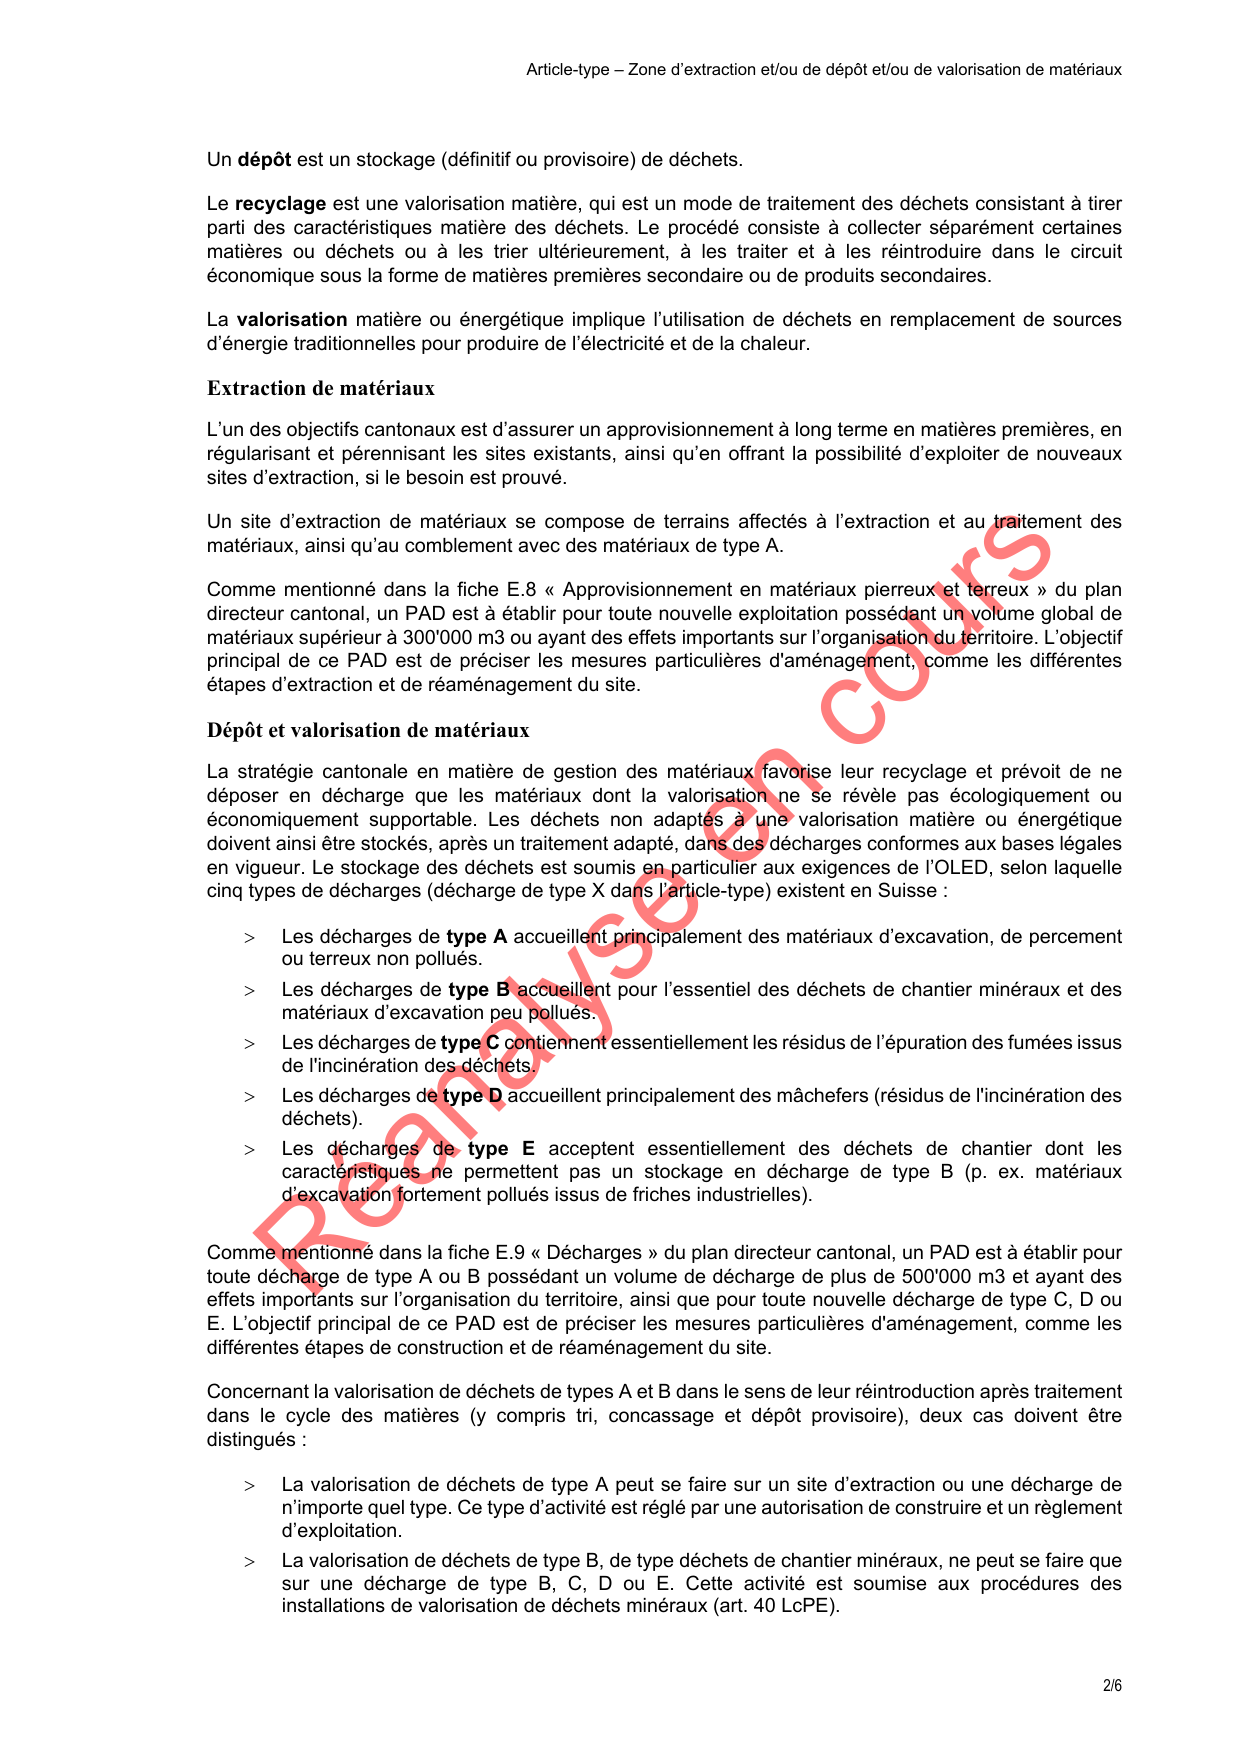 Article-type – Zone d’extraction et/ou de dépôt et/ou de valorisation de matériaux
Un dépôt est un stockage (définitif ou provisoire) de déchets.
Le recyclage est une valorisation matière, qui est un mode de traitement des déchets consistant à tirer
parti des caractéristiques matière des déchets. Le procédé consiste à collecter séparément certaines
matières ou déchets ou à les trier ultérieurement, à les traiter et à les réintroduire dans le circuit
économique sous la forme de matières premières secondaire ou de produits secondaires.
La valorisation matière ou énergétique implique l’utilisation de déchets en remplacement de sources
d’énergie traditionnelles pour produire de l’électricité et de la chaleur.
Extraction de matériaux
L’un des objectifs cantonaux est d’assurer un approvisionnement à long terme en matières premières, en
régularisant et pérennisant les sites existants, ainsi qu’en offrant la possibilité d’exploiter de nouveaux
sites d’extraction, si le besoin est prouvé.
Un site d’extraction de matériaux se compose de terrains affectés à l’extraction et au traitement des
matériaux, ainsi qu’au comblement avec des matériaux de type A.
Comme mentionné dans la fiche E.8 « Approvisionnement en matériaux pierreux et terreux » du plan
directeur cantonal, un PAD est à établir pour toute nouvelle exploitation possédant un volume global de
matériaux supérieur à 300'000 m3 ou ayant des effets importants sur l’organisation du territoire. L’objectif
principal de ce PAD est de préciser les mesures particulières d'aménagement, comme les différentes
étapes d’extraction et de réaménagement du site.
Dépôt et valorisation de matériaux
La stratégie cantonale en matière de gestion des matériaux favorise leur recyclage et prévoit de ne
déposer en décharge que les matériaux dont la valorisation ne se révèle pas écologiquement ou
économiquement supportable. Les déchets non adaptés à une valorisation matière ou énergétique
doivent ainsi être stockés, après un traitement adapté, dans des décharges conformes aux bases légales
en vigueur. Le stockage des déchets est soumis en particulier aux exigences de l’OLED, selon laquelle
cinq types de décharges (décharge de type X dans l’article-type) existent en Suisse :
> Les décharges de type A accueillent principalement des matériaux d’excavation, de percement
ou terreux non pollués.
> Les décharges de type B accueillent pour l’essentiel des déchets de chantier minéraux et des
matériaux d’excavation peu pollués.
> Les décharges de type C contiennent essentiellement les résidus de l’épuration des fumées issus
de l'incinération des déchets.
> Les décharges de type D accueillent principalement des mâchefers (résidus de l'incinération des
déchets).
> Les décharges de type E acceptent essentiellement des déchets de chantier dont les
caractéristiques ne permettent pas un stockage en décharge de type B (p. ex. matériaux
d’excavation fortement pollués issus de friches industrielles).
Comme mentionné dans la fiche E.9 « Décharges » du plan directeur cantonal, un PAD est à établir pour
toute décharge de type A ou B possédant un volume de décharge de plus de 500'000 m3 et ayant des
effets importants sur l’organisation du territoire, ainsi que pour toute nouvelle décharge de type C, D ou
E. L’objectif principal de ce PAD est de préciser les mesures particulières d'aménagement, comme les
différentes étapes de construction et de réaménagement du site.
Concernant la valorisation de déchets de types A et B dans le sens de leur réintroduction après traitement
dans le cycle des matières (y compris tri, concassage et dépôt provisoire), deux cas doivent être
distingués :
> La valorisation de déchets de type A peut se faire sur un site d’extraction ou une décharge de
n’importe quel type. Ce type d’activité est réglé par une autorisation de construire et un règlement
d’exploitation.
> La valorisation de déchets de type B, de type déchets de chantier minéraux, ne peut se faire que
sur une décharge de type B, C, D ou E. Cette activité est soumise aux procédures des
installations de valorisation de déchets minéraux (art. 40 LcPE).
2/6
Réanalyse en cours